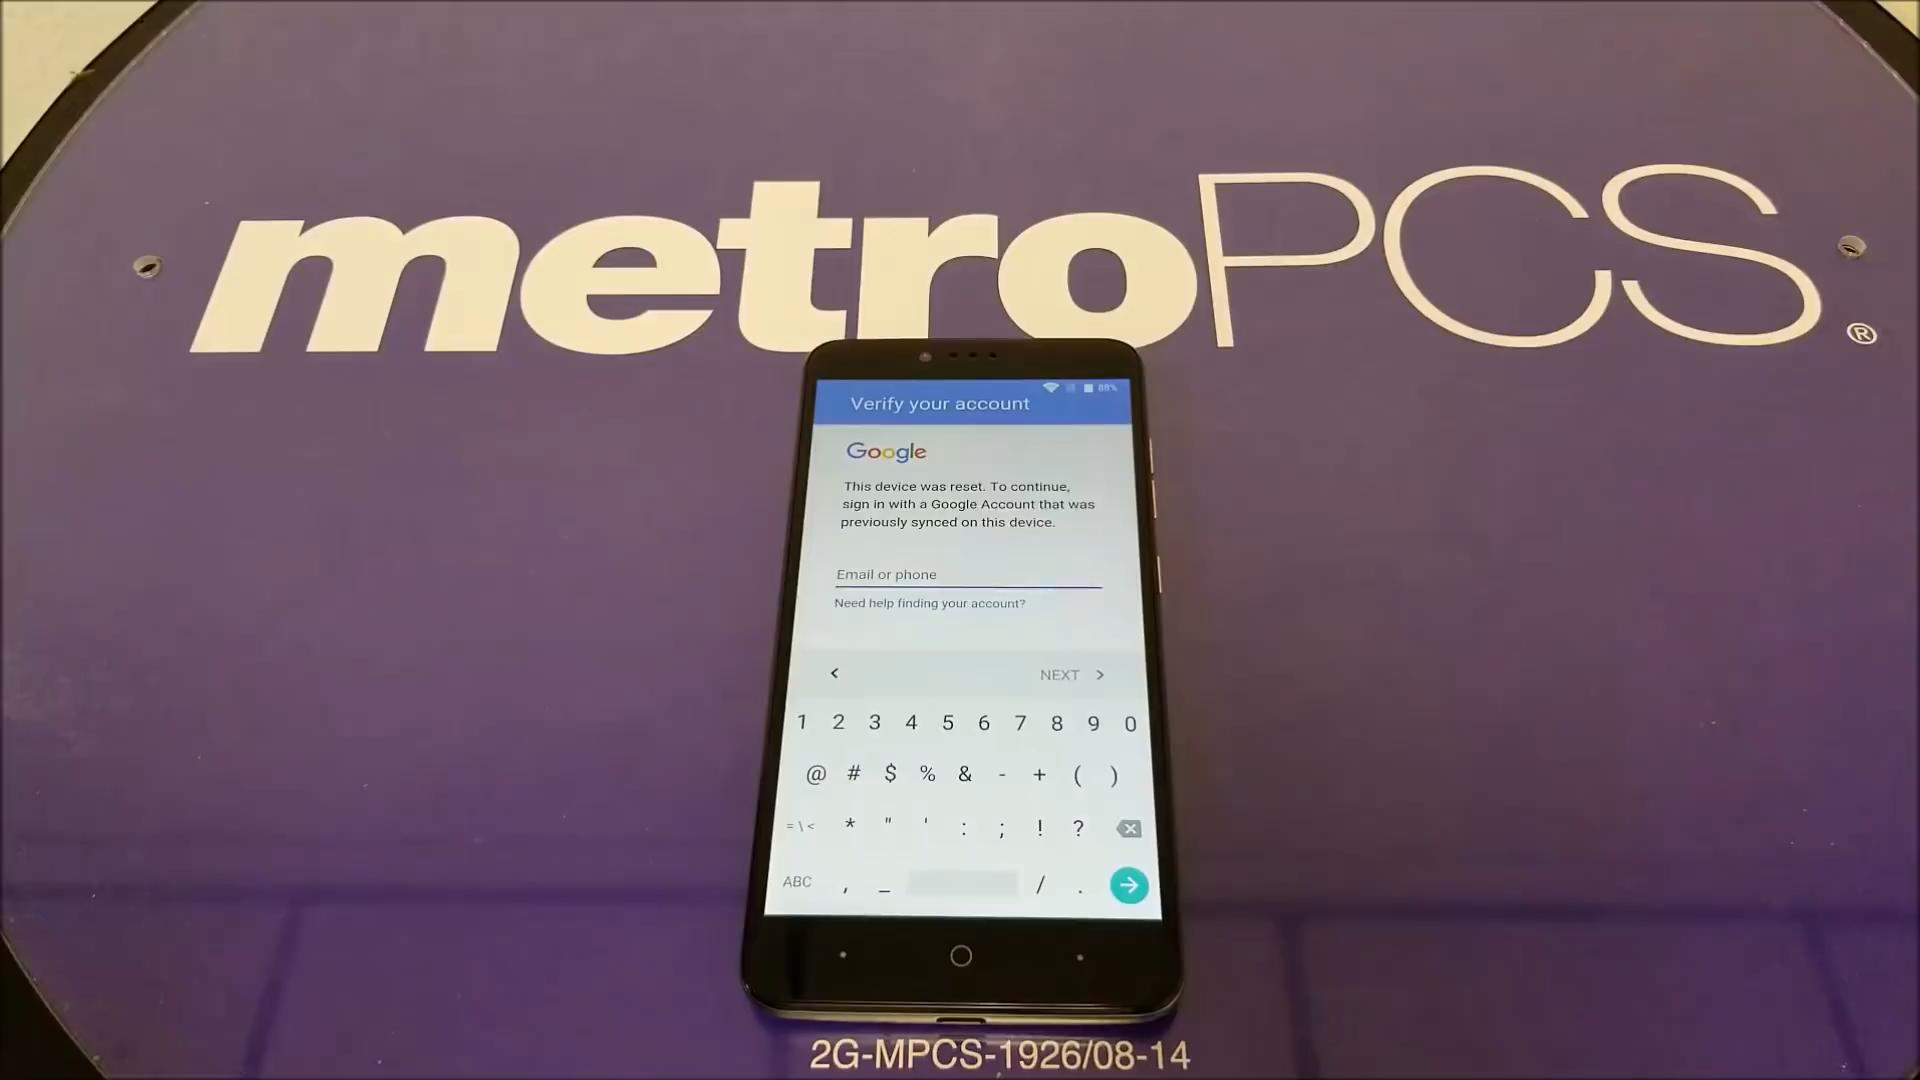 metroPCS.®
88%
Verify your account
Google
This device was reset. To continue,
sign in with a Google Account that was
previously synced on this device.
Email or phone
Need help finding your account?
< NEXT >
1 2 3 4 5 6 7 8 9 0
@ # $ % & - + ( )
= \ < * " ' : ; ! ?
ABC , _ / .
2G-MPCS-1926/08-14